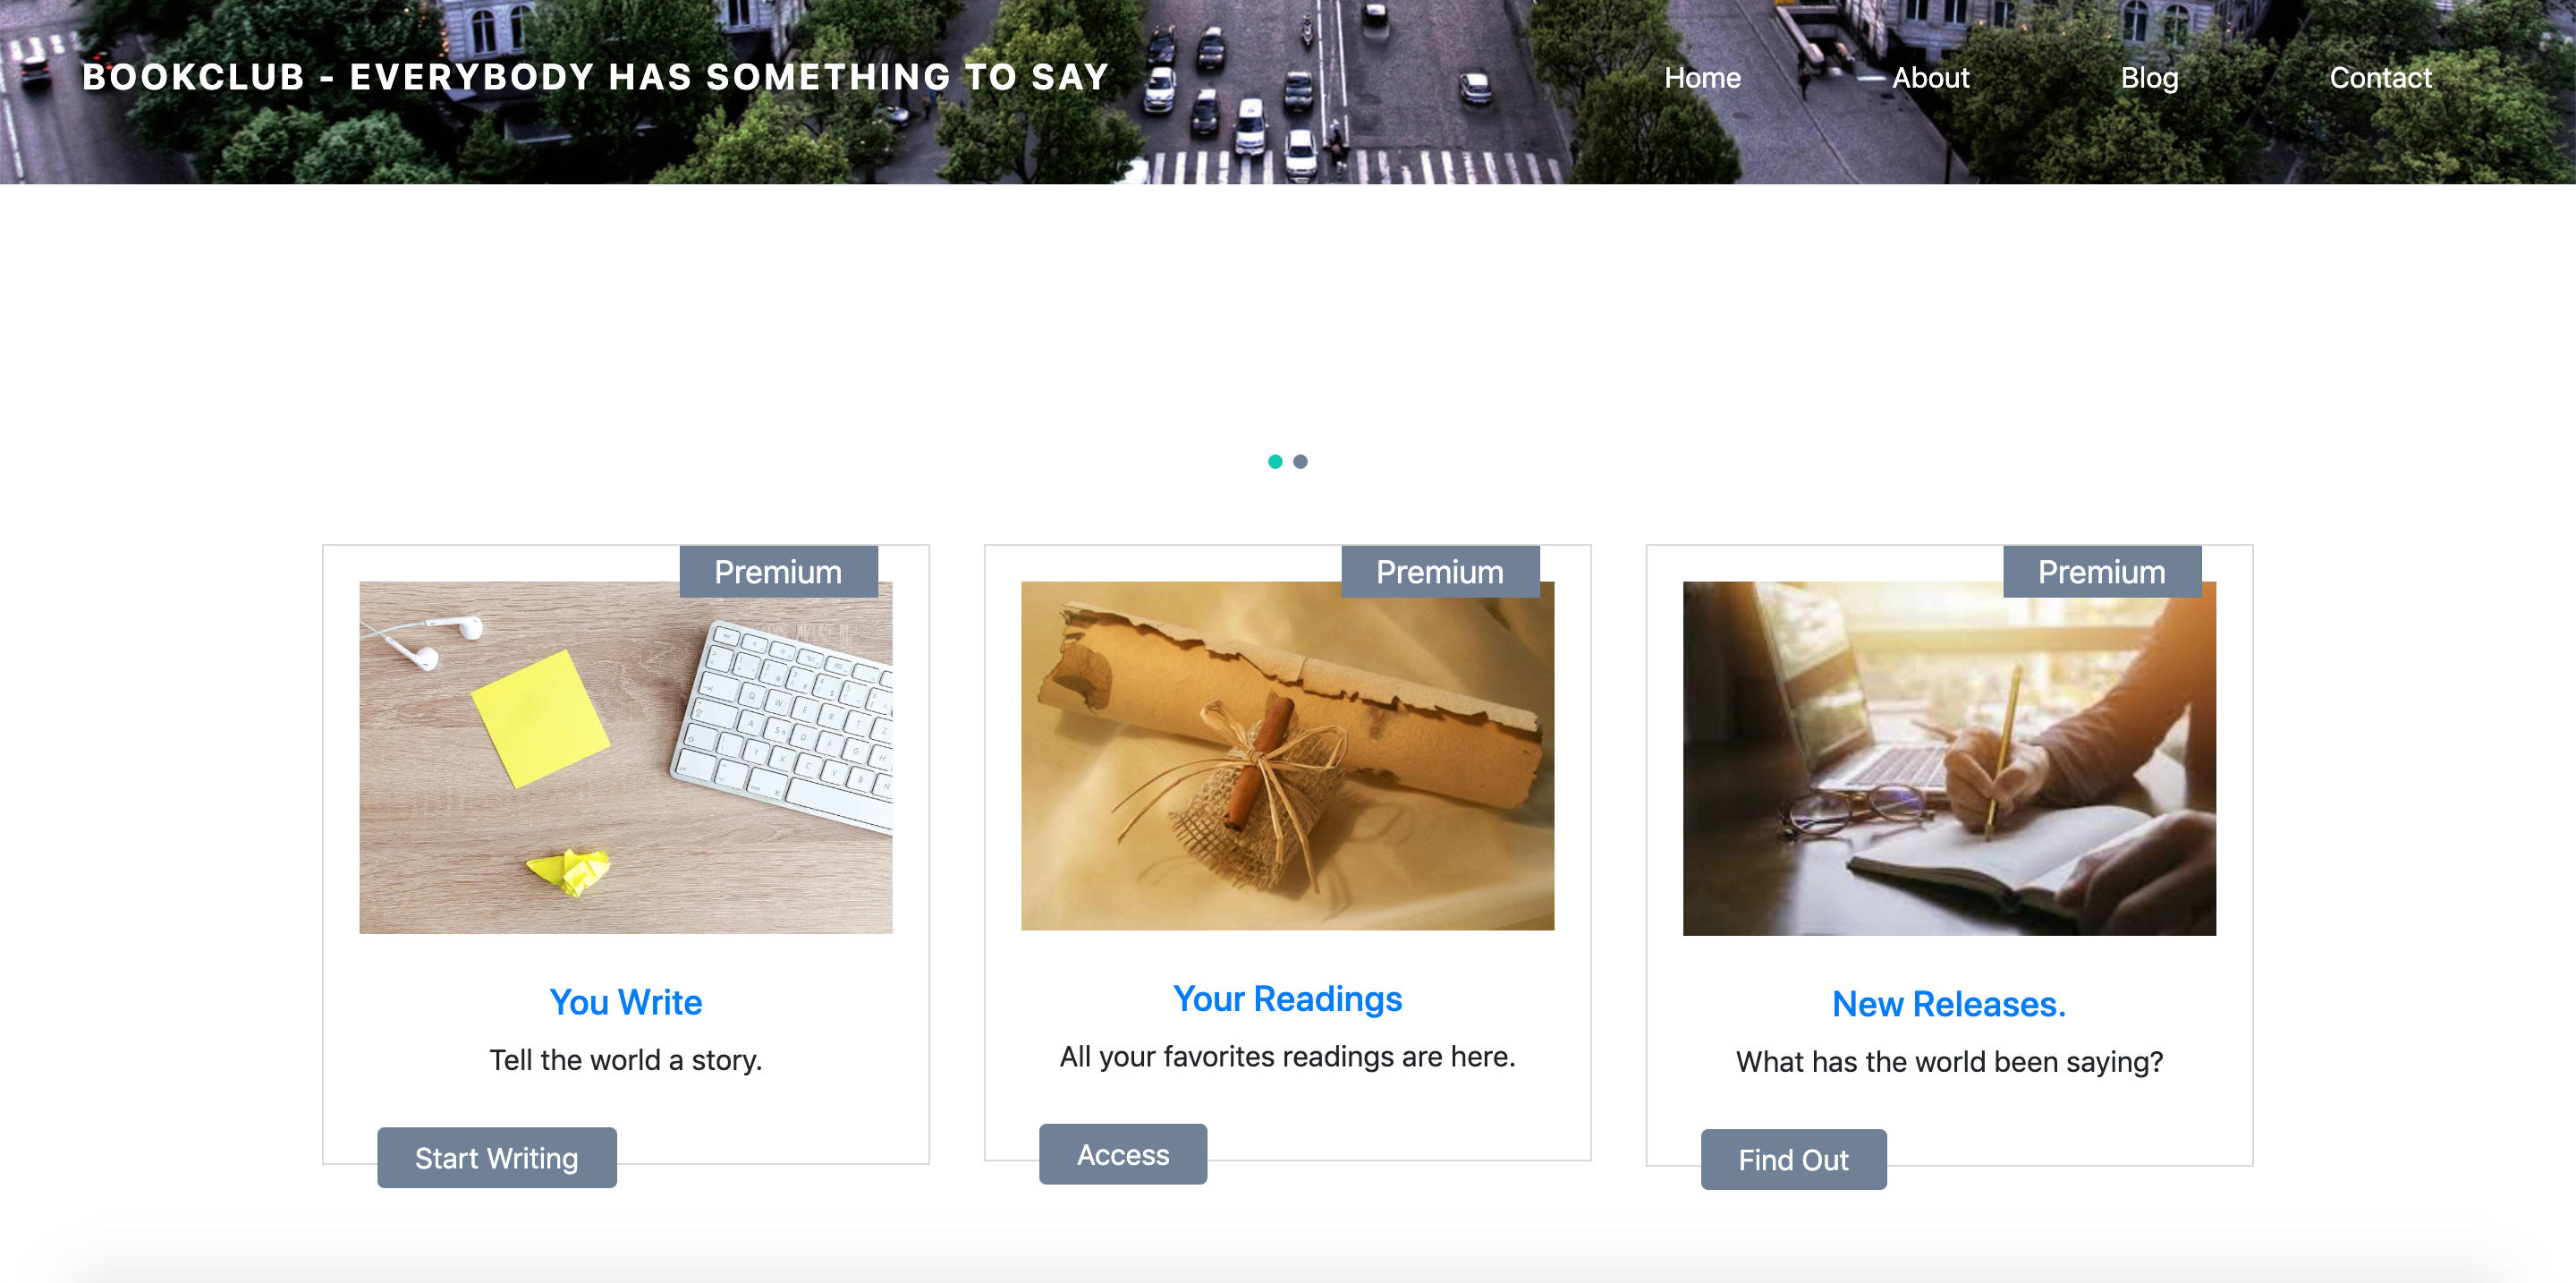 BOOKCLUB - EVERYBODY HAS SOMETHING TO SAY
Home
About
Blog
Contact
Premium
You Write
Tell the world a story.
Start Writing
Premium
Your Readings
All your favorites readings are here.
Access
Premium
New Releases.
What has the world been saying?
Find Out